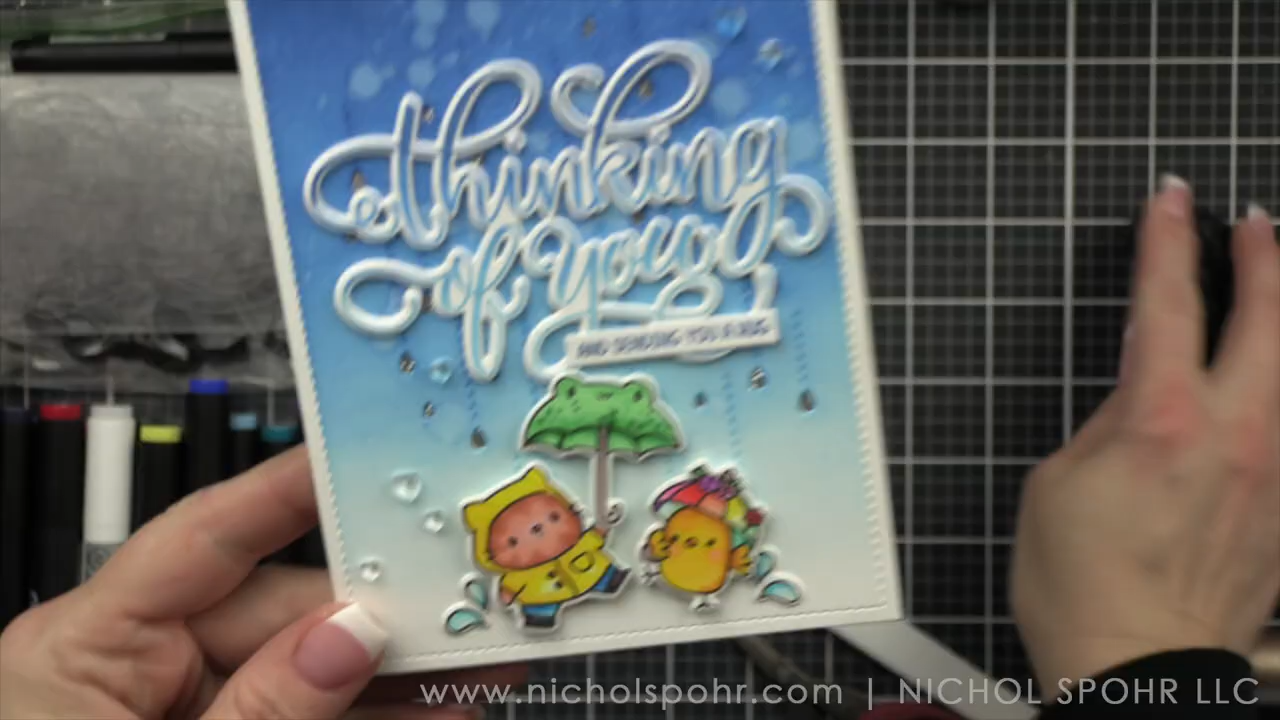 thinking
of you
AND SENDING YOU A HUG
www.nicholspohr.com | NICHOL SPOHR LLC